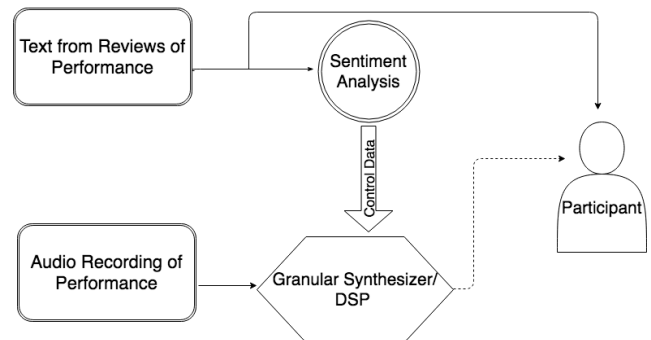 Text from Reviews of
Performance
Sentiment
Analysis
Control Data
Participant
Audio Recording of
Performance
Granular Synthesizer/
DSP